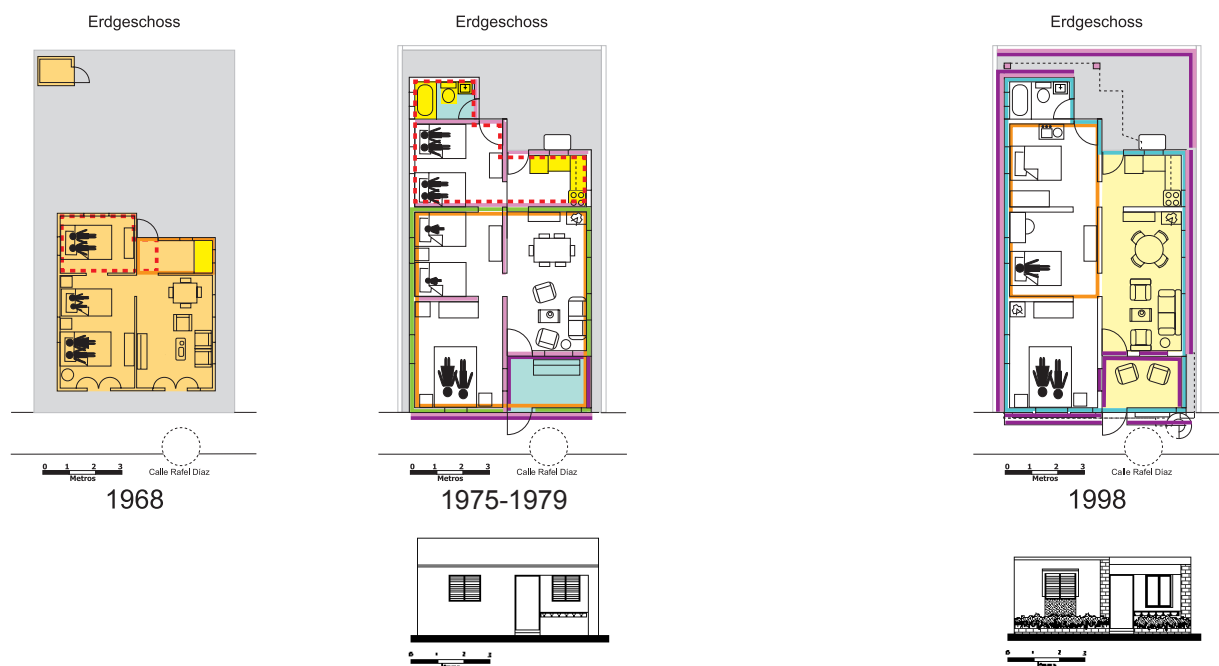 Erdgeschoss
Erdgeschoss
Erdgeschoss
0 1 2 3
Metros
Calle Rafel Díaz
1968
0 1 2 3
Metros
Calle Rafel Díaz
1975-1979
0 1 2 3
Metros
Calle Rafel Díaz
1998